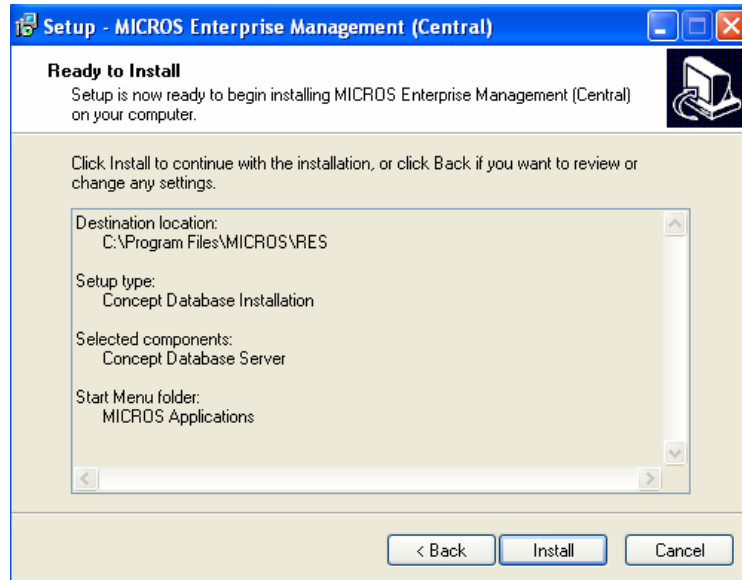 Setup - MICROS Enterprise Management (Central)
Ready to Install
Setup is now ready to begin installing MICROS Enterprise Management (Central)
on your computer.
Click Install to continue with the installation, or click Back if you want to review or
change any settings.
Destination location:
C:\Program Files\MICROS\RES
Setup type:
Concept Database Installation
Selected components:
Concept Database Server
Start Menu folder:
MICROS Applications
< Back
Install
Cancel